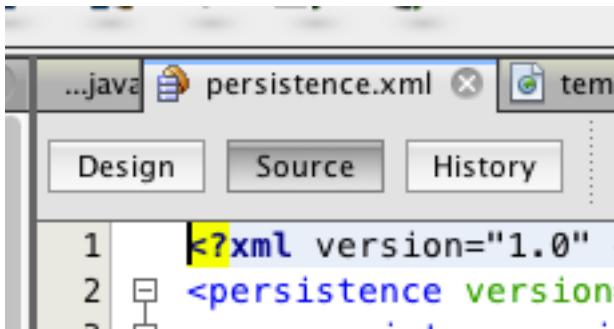 ...java persistence.xml tem
Design Source History
1 <?xml version="1.0"
2 <persistence version